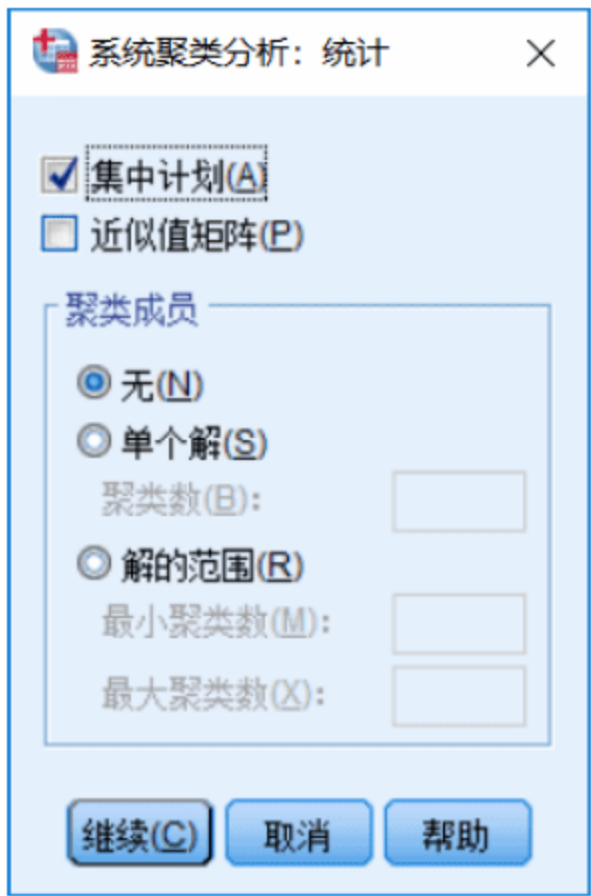 系统聚类分析：统计
集中计划(A)
近似值矩阵(P)
聚类成员
无(N)
单个解(S)
聚类数(B)：
解的范围(R)
最小聚类数(M)：
最大聚类数(X)：
继续(C) 取消 帮助